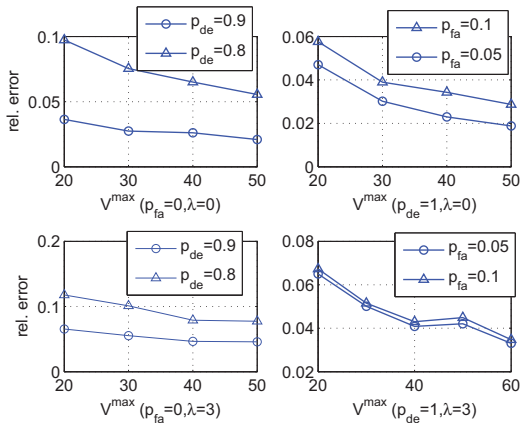 0.1
0.05
0
rel. error
p_de=0.9
p_de=0.8
20 30 40 50
V^max (p_fa=0,λ=0)
0.06
0.04
0.02
0
p_fa=0.1
p_fa=0.05
20 30 40 50
V^max (p_de=1,λ=0)
0.2
0.1
0
rel. error
p_de=0.9
p_de=0.8
20 30 40 50
V^max (p_fa=0,λ=3)
0.08
0.06
0.04
0.02
p_fa=0.05
p_fa=0.1
20 30 40 50 60
V^max (p_de=1,λ=3)